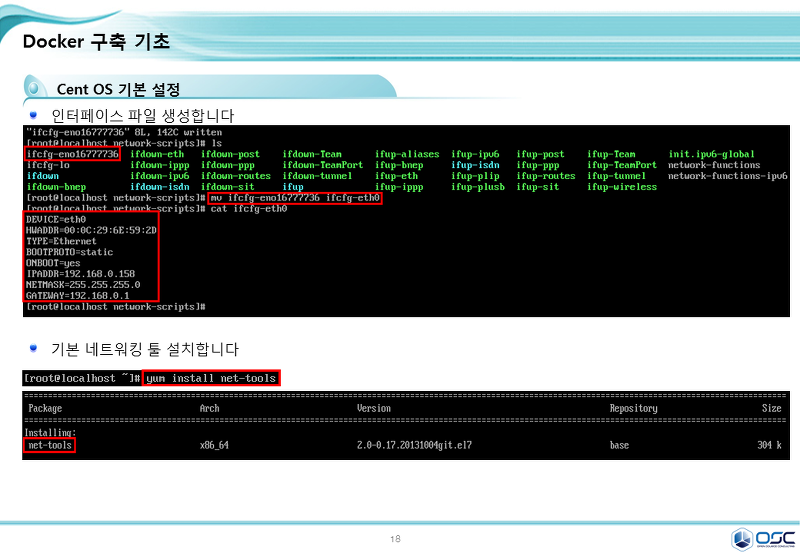 Docker 구축 기초
Cent OS 기본 설정
인터페이스 파일 생성합니다
"ifcfg-eno16777736" 8L, 142C written
[root@localhost network-scripts]# ls
ifcfg-eno16777736 ifdown-eth ifdown-post ifdown-Team ifup-aliases ifup-ipv6 ifup-post ifup-Team init.ipv6-global
ifcfg-lo ifdown-ippp ifdown-ppp ifdown-TeamPort ifup-bnep ifup-isdn ifup-ppp ifup-TeamPort network-functions
ifdown ifdown-ipv6 ifdown-routes ifdown-tunnel ifup-eth ifup-plip ifup-routes ifup-tunnel network-functions-ipv6
ifdown-bnep ifdown-isdn ifdown-sit ifup ifup-ippp ifup-plusb ifup-sit ifup-wireless
[root@localhost network-scripts]# mv ifcfg-eno16777736 ifcfg-eth0
[root@localhost network-scripts]# cat ifcfg-eth0
DEVICE=eth0
HWADDR=00:0C:29:6E:59:2D
TYPE=Ethernet
BOOTPROTO=static
ONBOOT=yes
IPADDR=192.168.0.158
NETMASK=255.255.255.0
GATEWAY=192.168.0.1
[root@localhost network-scripts]#
기본 네트워킹 툴 설치합니다
[root@localhost ~]# yum install net-tools
Package Arch Version Repository Size
Installing:
net-tools x86_64 2.0-0.17.20131004git.el7 base 304 k
18
OSC
OPEN SOURCE CONSULTING